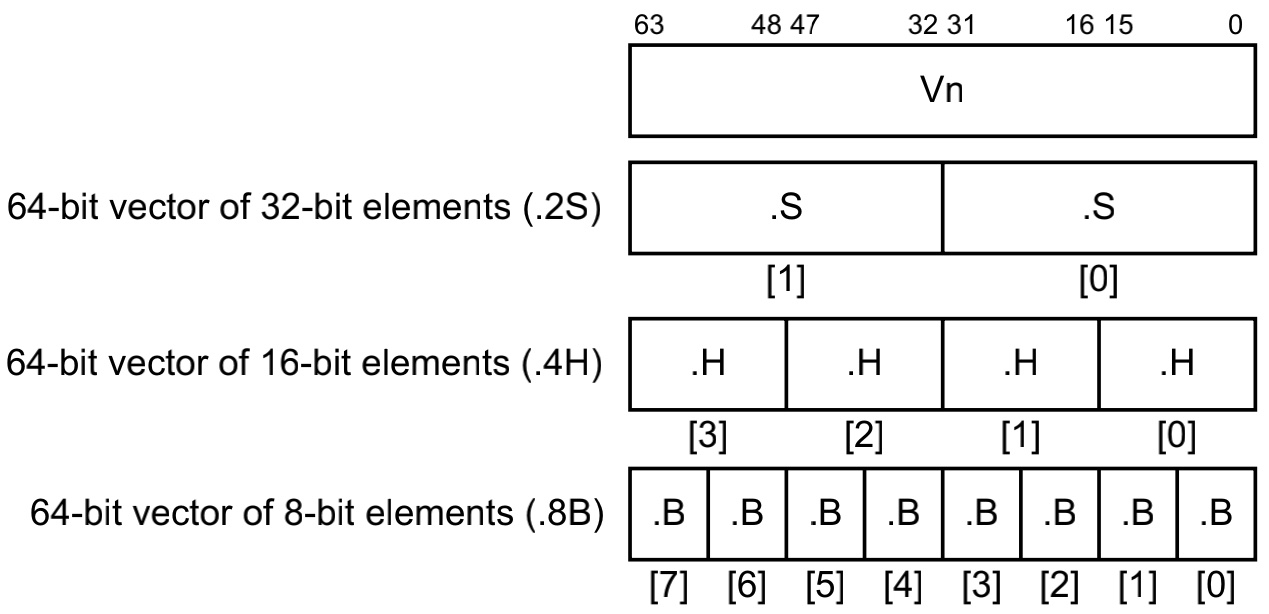 63 48 47 32 31 16 15 0
Vn
64-bit vector of 32-bit elements (.2S) .S .S
[1] [0]
64-bit vector of 16-bit elements (.4H) .H .H .H .H
[3] [2] [1] [0]
64-bit vector of 8-bit elements (.8B) .B .B .B .B .B .B .B .B
[7] [6] [5] [4] [3] [2] [1] [0]